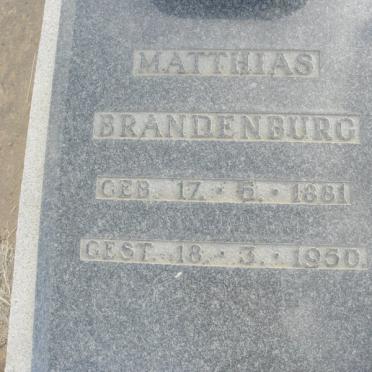 MATTHIAS
BRANDENBURG
GEB. 17 · 5 · 1881
GEST. 18 · 3 · 1950